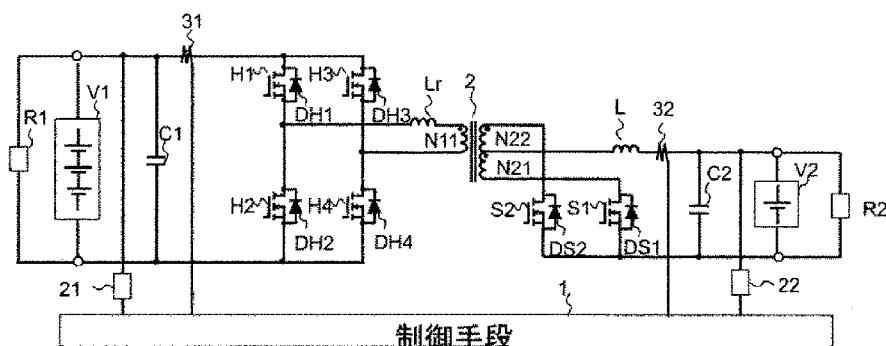 31
H1
H3
Lr
2
L
32
R1
V1
C1
DH1
DH3
N11
N22
N21
C2
V2
R2
H2
H4
S2
S1
DH2
DH4
DS2
DS1
21
22
1
制御手段